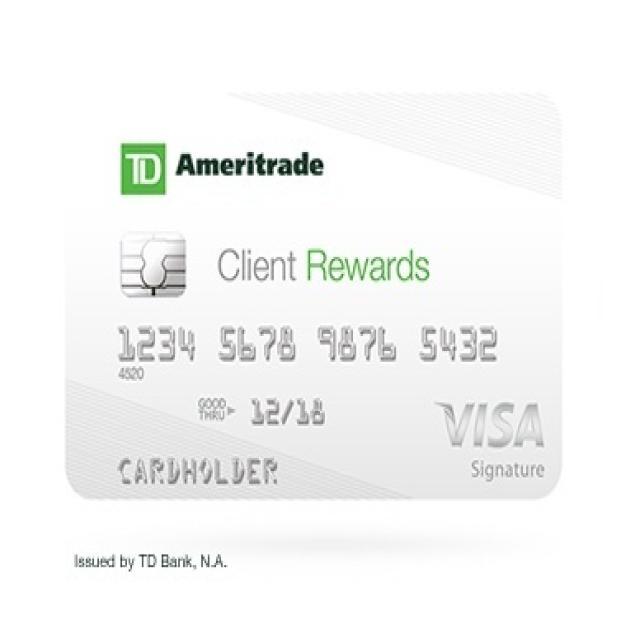 TD Ameritrade
Client Rewards
1234 5678 9876 5432
4520
GOOD THRU 12/18
VISA
Signature
CARDHOLDER
Issued by TD Bank, N.A.